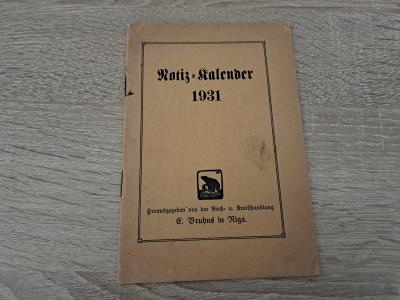 Notiz-Kalender
1931
Herausgegeben von der Buch- u. Kunsthandlung
E. Bruhns in Riga.